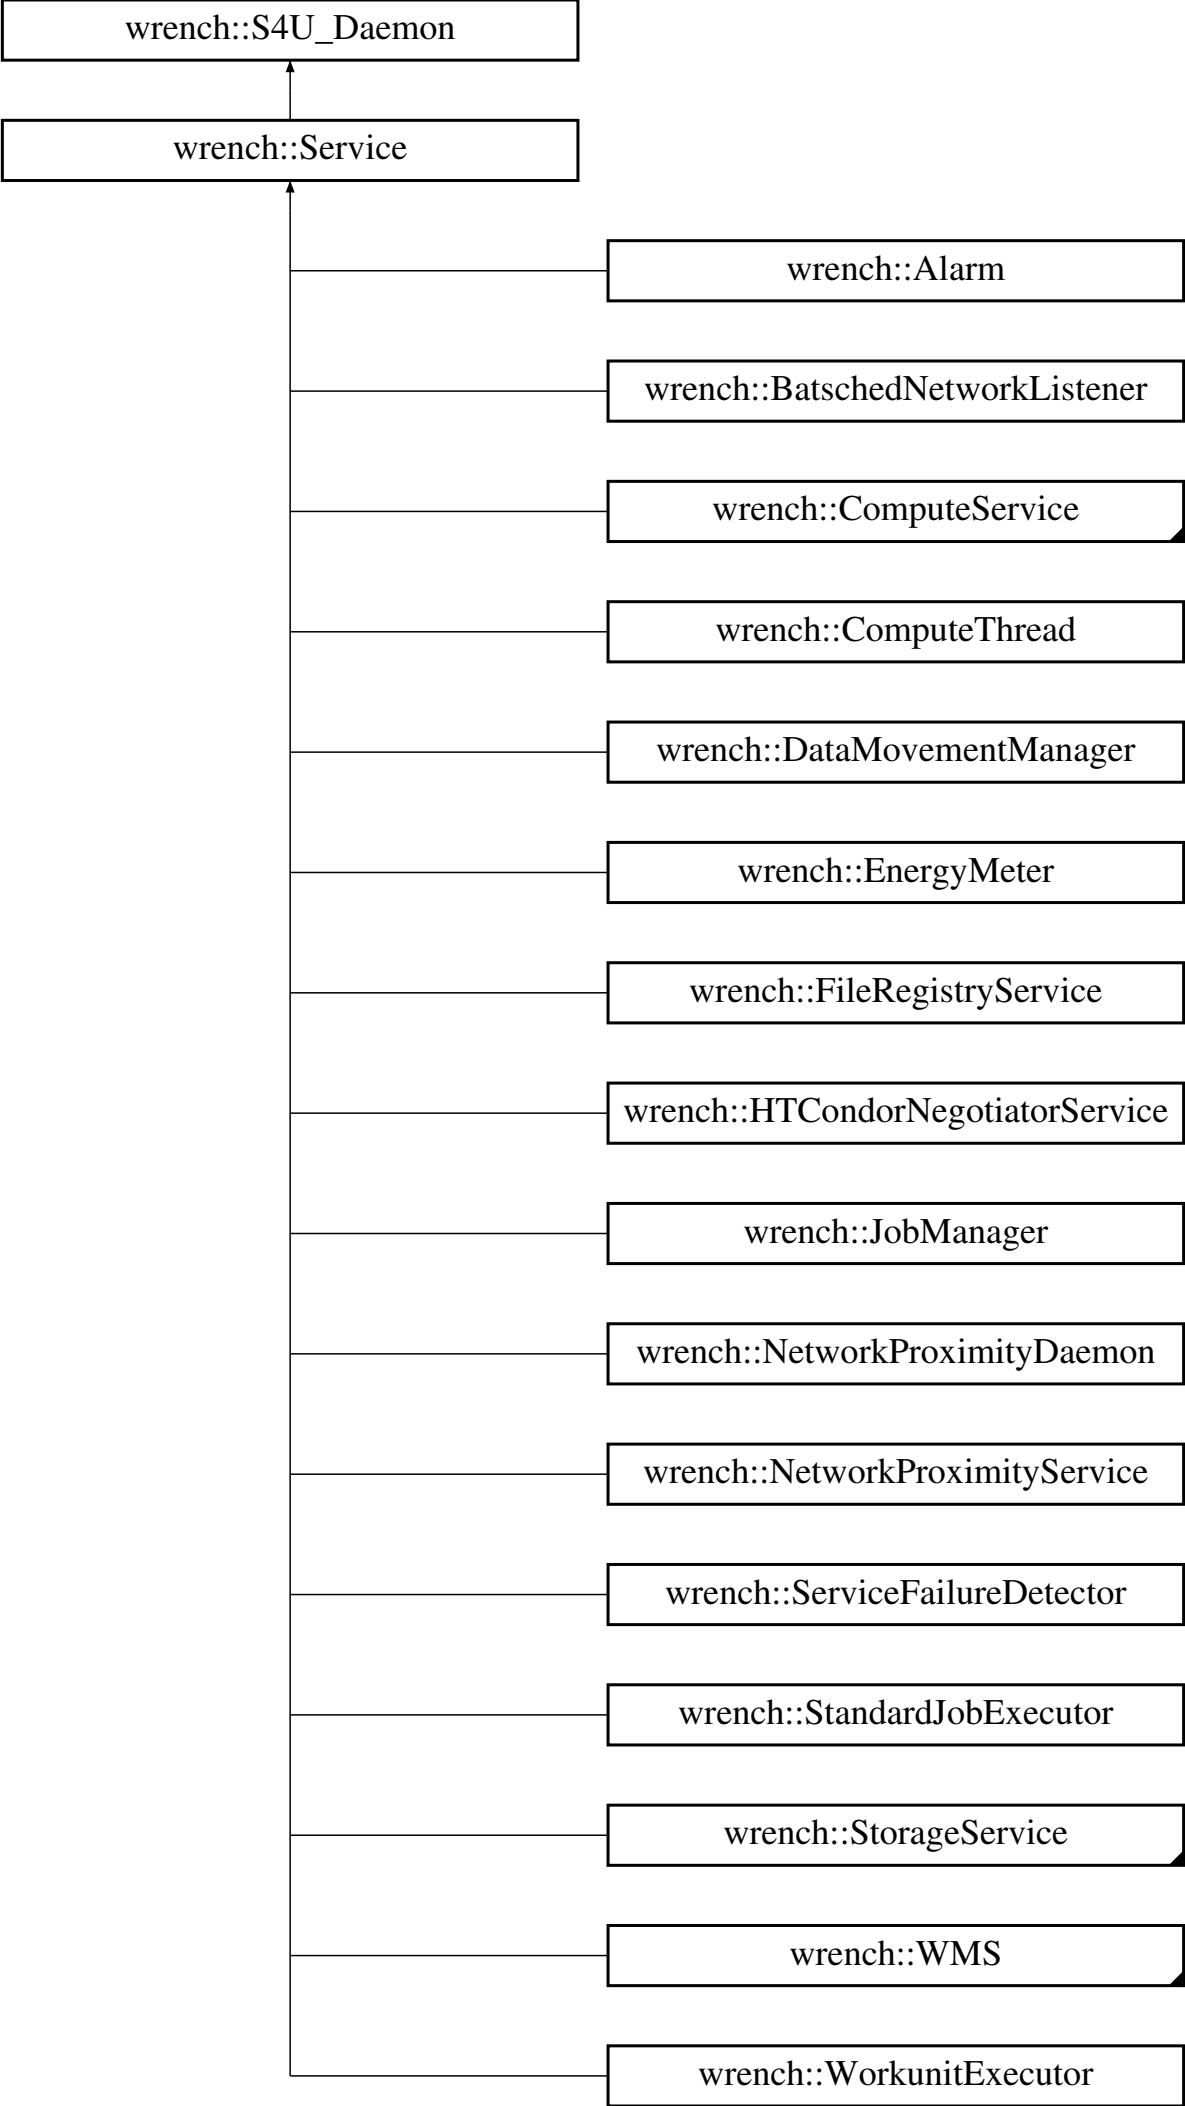 wrench::S4U_Daemon
wrench::Service
wrench::Alarm
wrench::BatschedNetworkListener
wrench::ComputeService
wrench::ComputeThread
wrench::DataMovementManager
wrench::EnergyMeter
wrench::FileRegistryService
wrench::HTCondorNegotiatorService
wrench::JobManager
wrench::NetworkProximityDaemon
wrench::NetworkProximityService
wrench::ServiceFailureDetector
wrench::StandardJobExecutor
wrench::StorageService
wrench::WMS
wrench::WorkunitExecutor